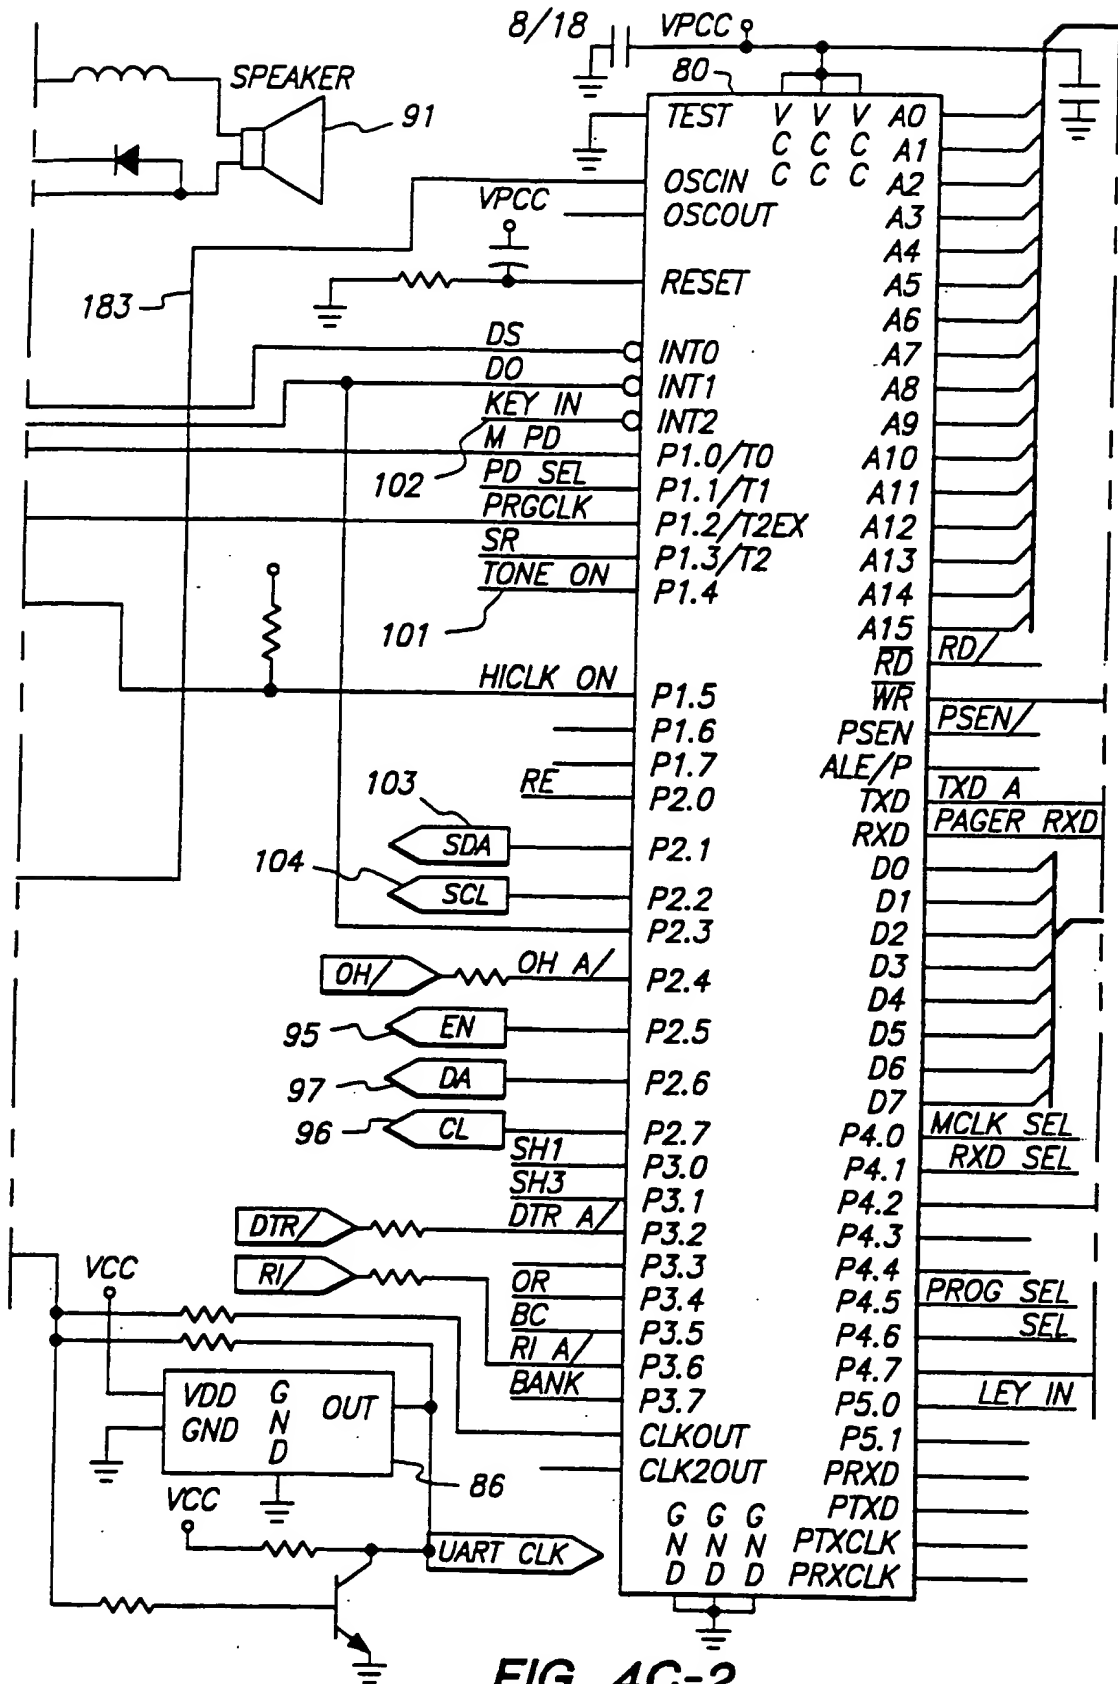 8/18 VPCC
80
SPEAKER
91
TEST
V V V
C C C
C C C
A0
A1
OSCIN
A2
VPCC
OSCOUT
A3
A4
RESET
A5
183
A6
DS
INT0
A7
DO
INT1
A8
KEY IN
INT2
A9
M PD
P1.0/T0
A10
102
PD SEL
P1.1/T1
A11
PRGCLK
P1.2/T2EX
A12
SR
P1.3/T2
A13
TONE ON
P1.4
A14
101
A15
RD
RD/
HICLK ON
P1.5
WR
P1.6
PSEN
PSEN/
P1.7
ALE/P
RE
P2.0
TXD
TXD A
103
RXD
PAGER RXD
SDA
P2.1
D0
104
SCL
P2.2
D1
P2.3
D2
OH/
OH A/
P2.4
D3
D4
95
EN
P2.5
D5
97
DA
P2.6
D6
D7
96
CL
P2.7
P4.0
MCLK SEL
SH1
P3.0
P4.1
RXD SEL
SH3
P3.1
P4.2
DTR/
DTR A/
P3.2
P4.3
RI/
P3.3
P4.4
VCC
OR
P3.4
P4.5
PROG SEL
BC
P3.5
P4.6
SEL
RI A/
P3.6
P4.7
BANK
P3.7
P5.0
LEY IN
VDD
GND
G
N
D
OUT
CLKOUT
P5.1
CLK2OUT
PRXD
86
VCC
PTXD
UART CLK
G G G
N N N
D D D
PTXCLK
PRXCLK
FIG. 4C-2